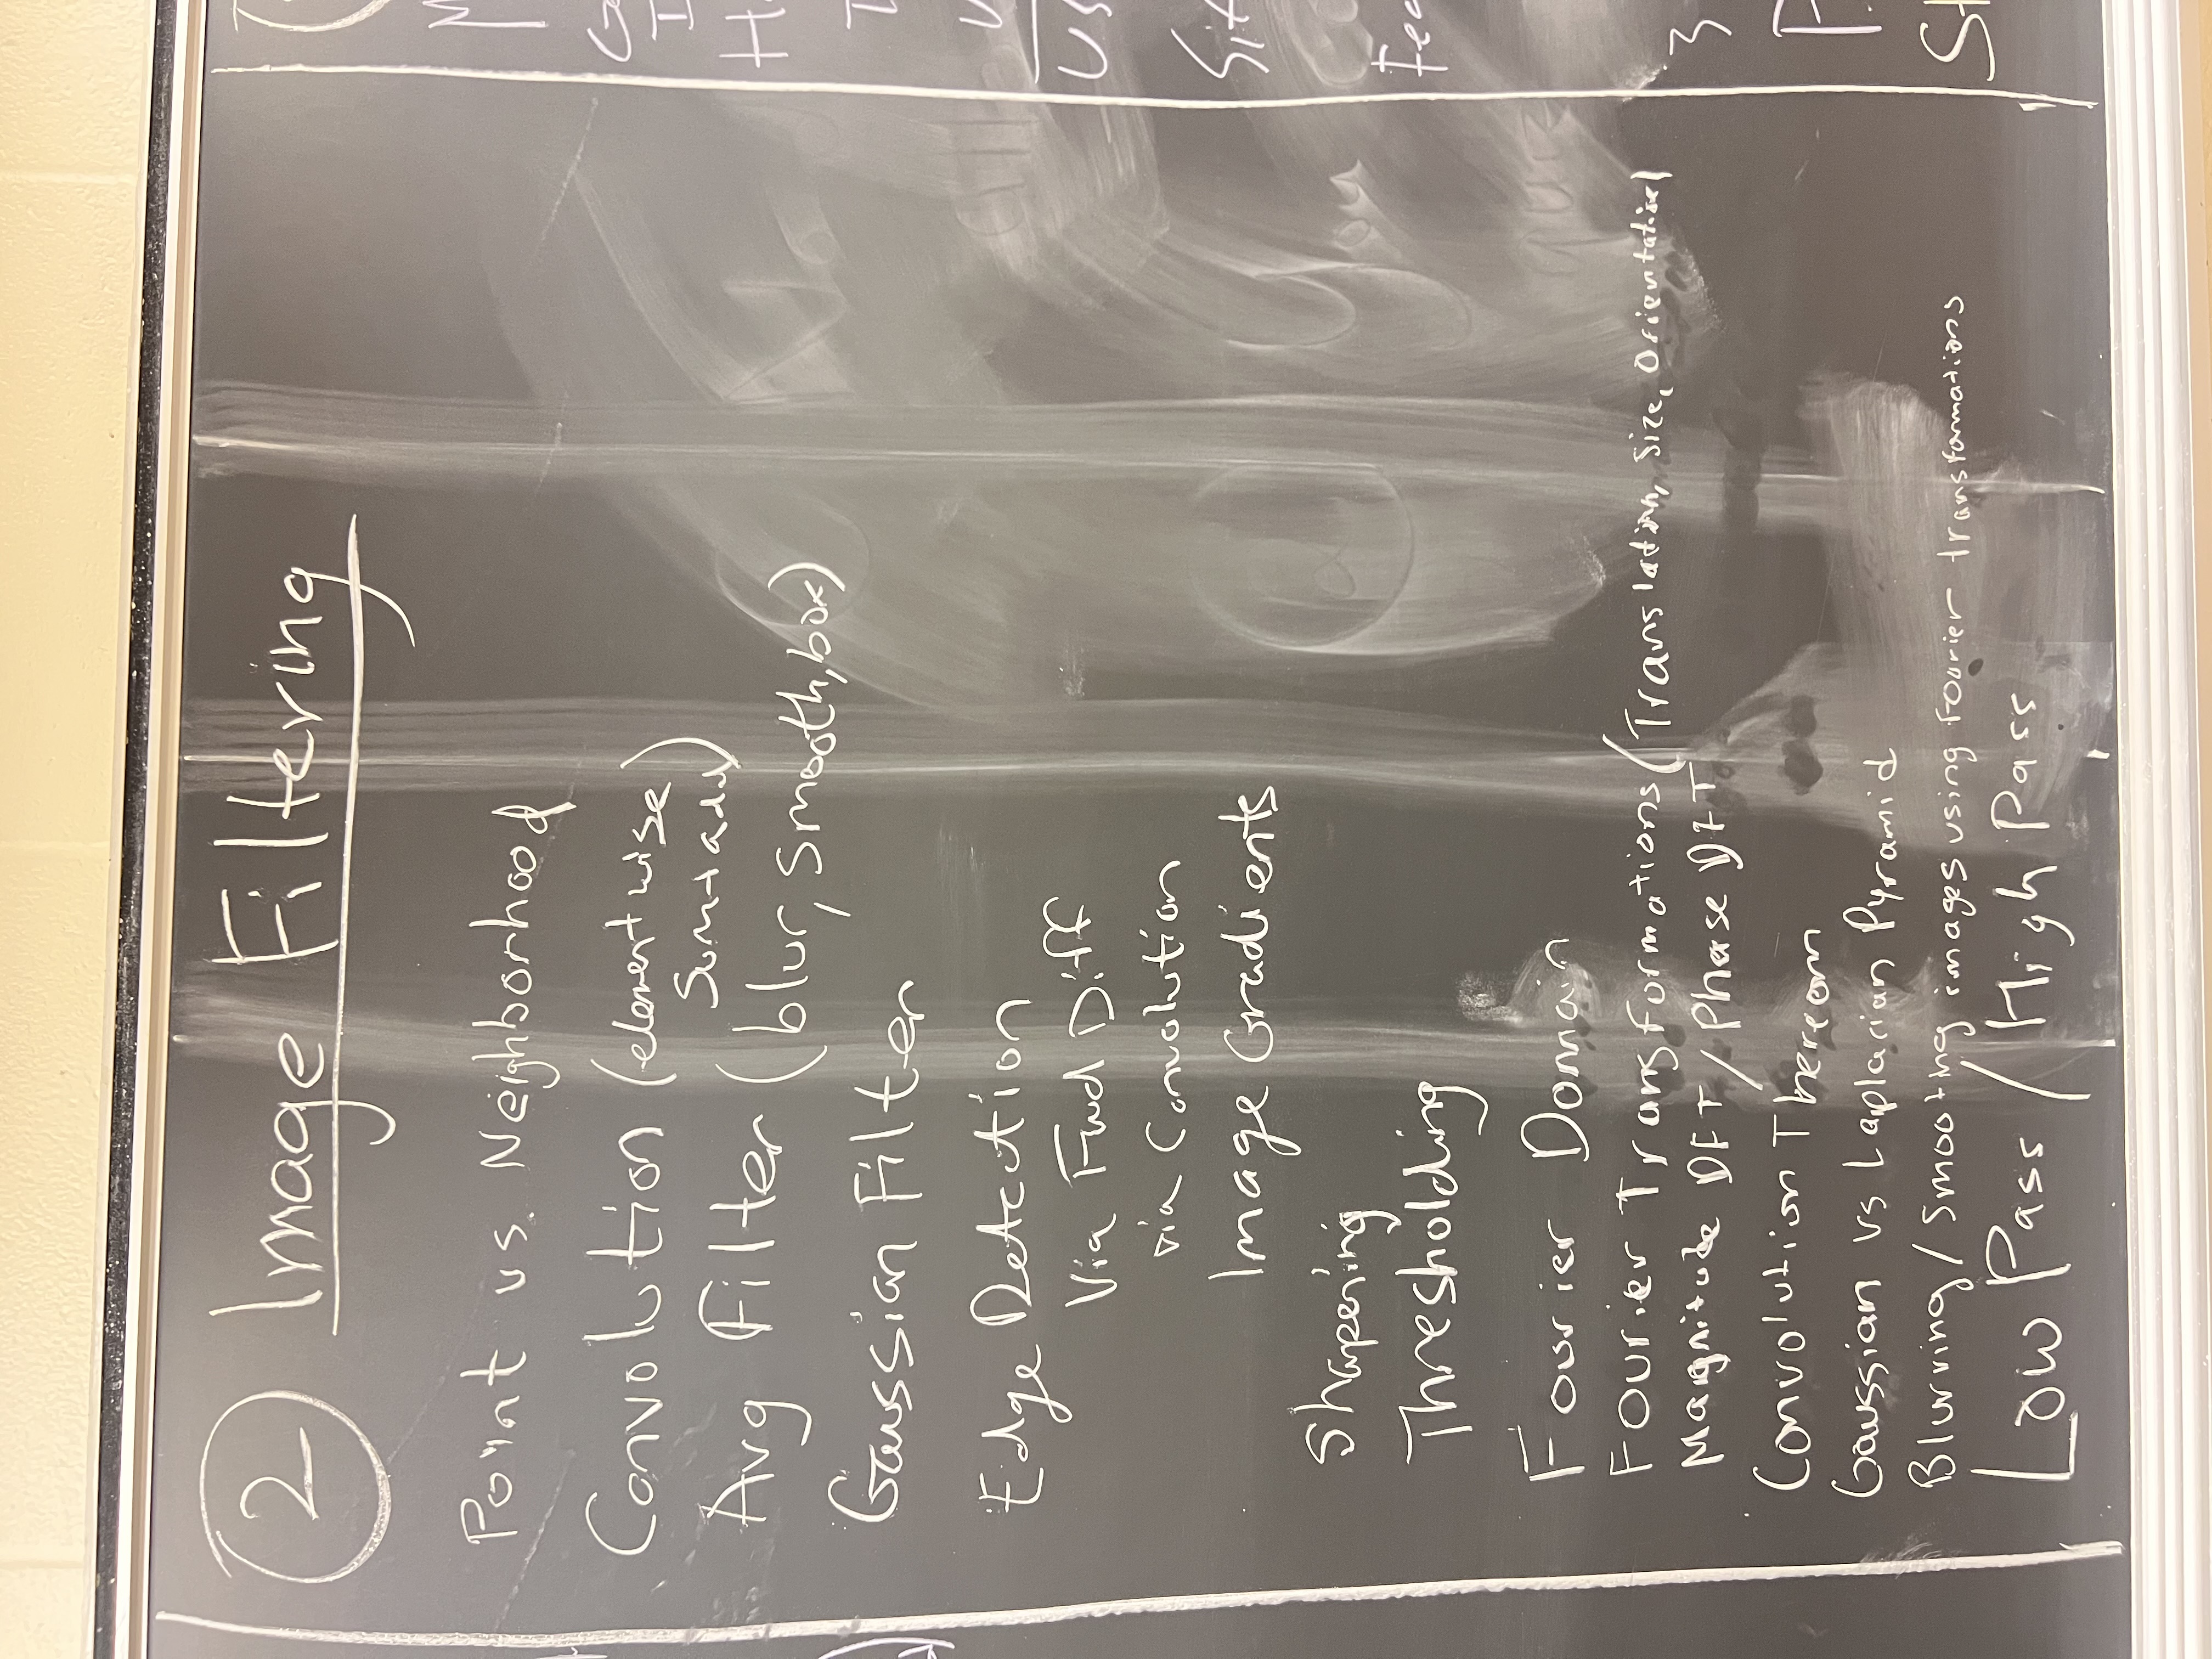 2 Image Filtering
Point vs. Neighborhood
Convolution (element wise
Sum+add)
Avg Filter (blur, smooth, box)
Gaussian Filter
Edge Detection
Via Fwd Diff
via Convolution
Image Gradients
Sharpening
Thresholding
Fourier Domain
Fourier Transformations (Translation, Size, Orientation)
Magnitude DFT / Phase DFT
Convolution Thereom
Gaussian vs Laplacian Pyramid
Blurring / Smooting images using Fourier transformations
Low Pass / High Pass